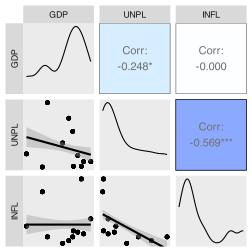 GDP UNPL INFL
GDP
Corr:
-0.248*
Corr:
-0.000
UNPL
Corr:
-0.569***
INFL